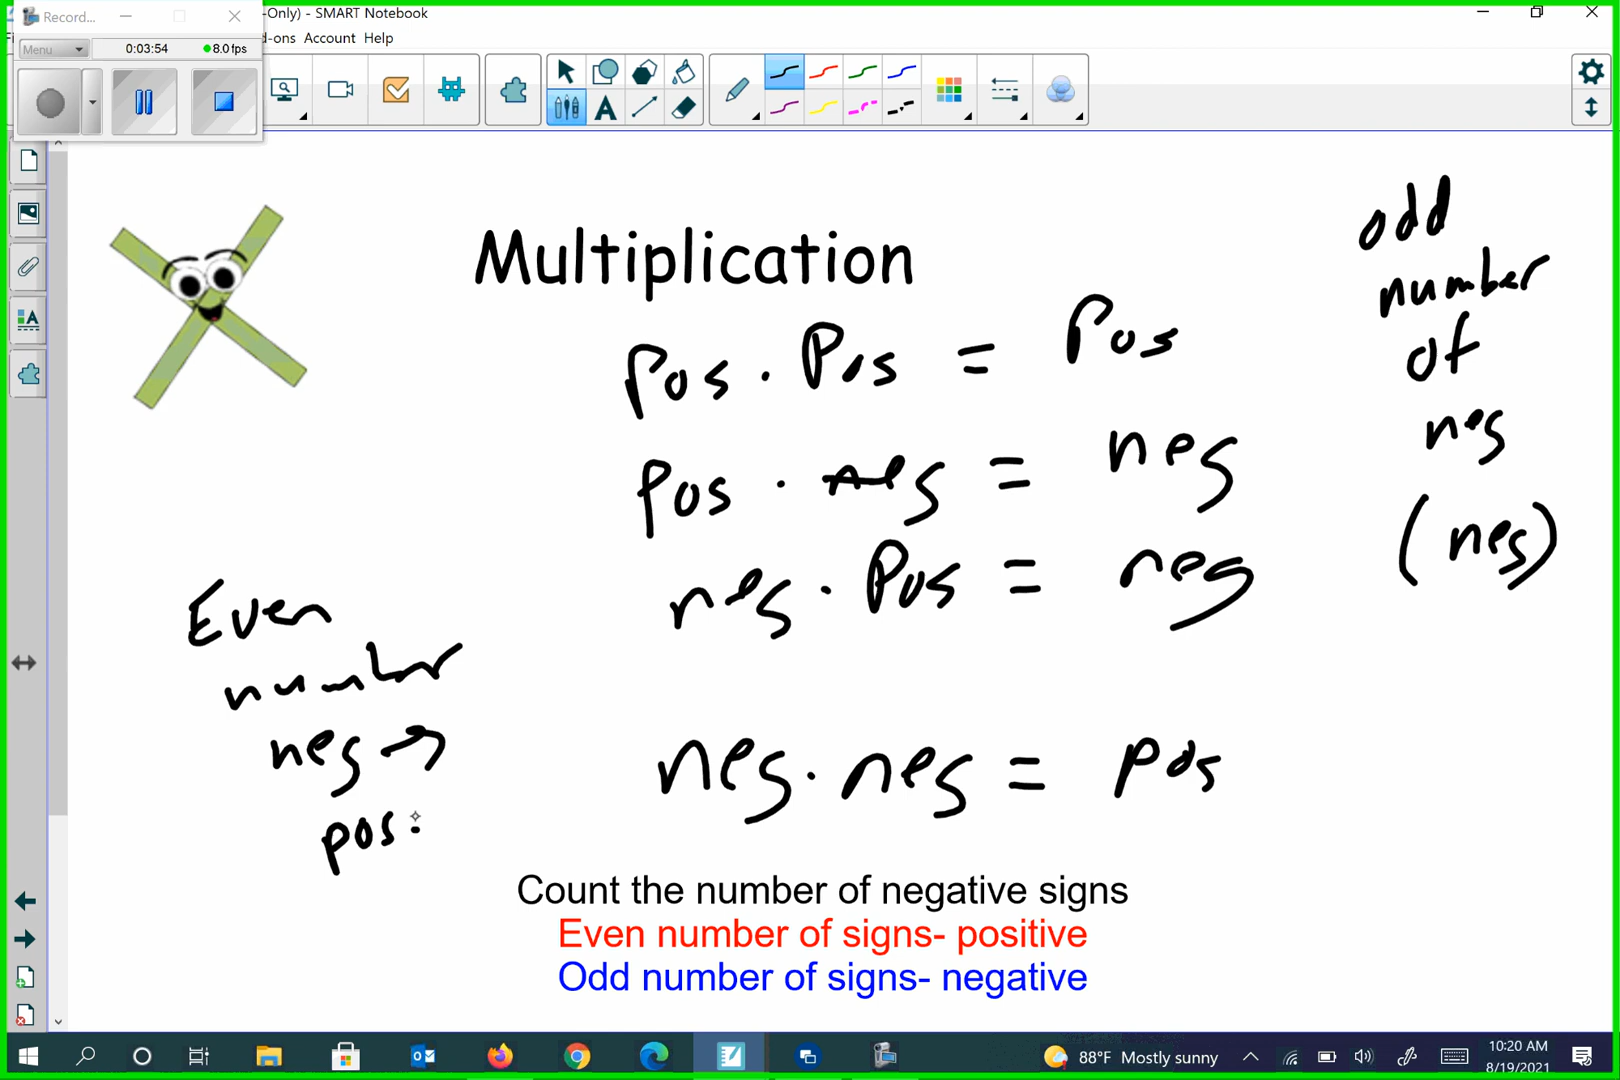 Record...
-Only) - SMART Notebook
Menu
0:03:54
8.0 fps
d-ons Account Help
Multiplication
Pos · Pos = Pos
Pos · neg = neg
neg · Pos = neg
neg · neg = pos
odd
number
of
neg
(neg)
Even
number
neg →
pos
Count the number of negative signs
Even number of signs- positive
Odd number of signs- negative
88°F Mostly sunny
10:20 AM
8/19/2021